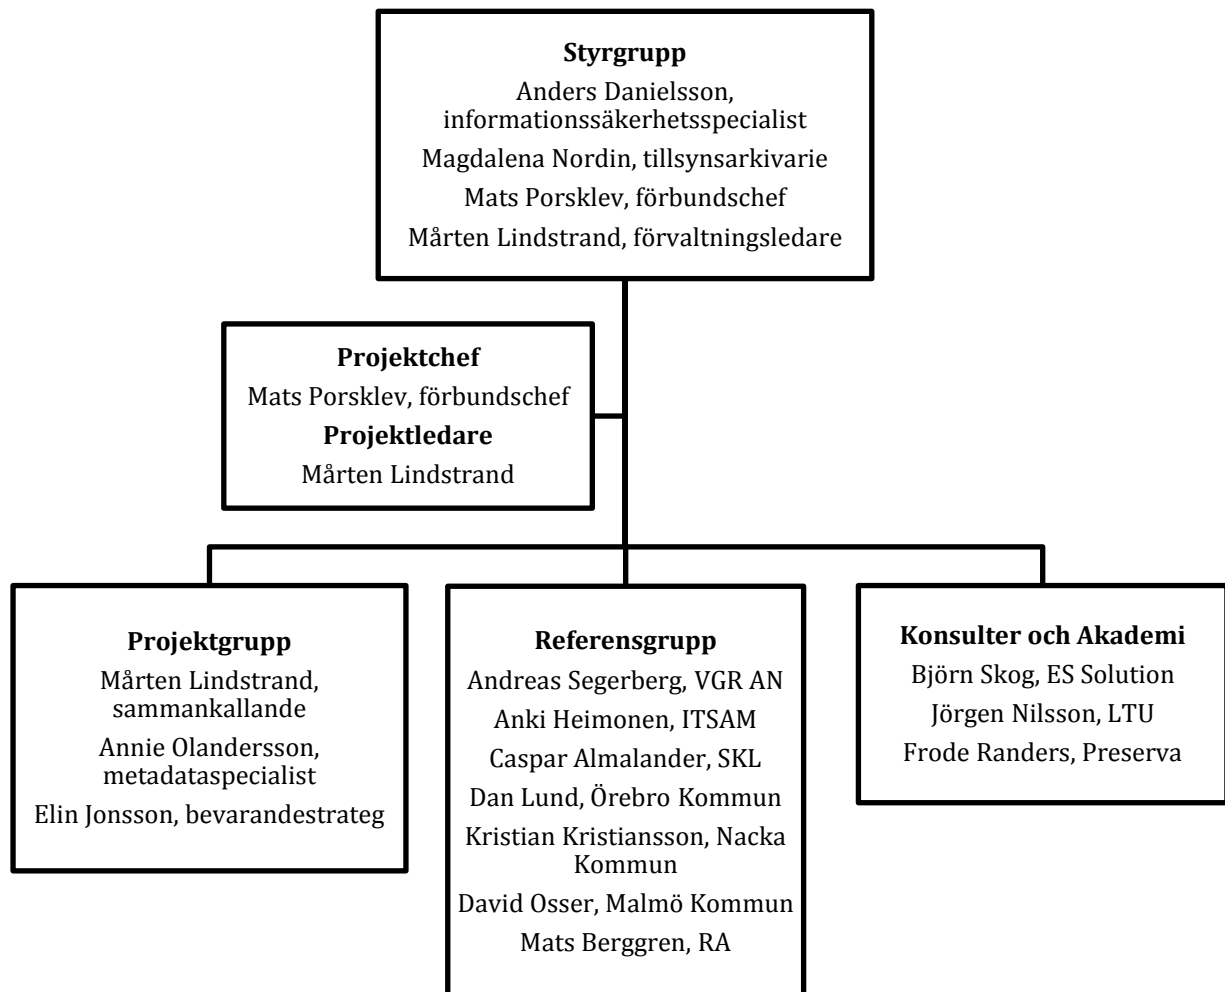 Styrgrupp
Anders Danielsson,
informationssäkerhetsspecialist
Magdalena Nordin, tillsynsarkivarie
Mats Porsklev, förbundschef
Mårten Lindstrand, förvaltningsledare
Projektchef
Mats Porsklev, förbundschef
Projektledare
Mårten Lindstrand
Projektgrupp
Mårten Lindstrand,
sammankallande
Annie Olandersson,
metadataspecialist
Elin Jonsson, bevarandestrateg
Referensgrupp
Andreas Segerberg, VGR AN
Anki Heimonen, ITSAM
Caspar Almalander, SKL
Dan Lund, Örebro Kommun
Kristian Kristiansson, Nacka
Kommun
David Osser, Malmö Kommun
Mats Berggren, RA
Konsulter och Akademi
Björn Skog, ES Solution
Jörgen Nilsson, LTU
Frode Randers, Preserva